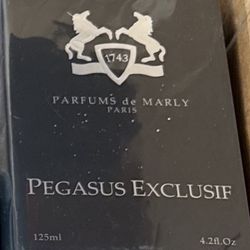 1743
PARFUMS de MARLY
PARIS
PEGASUS EXCLUSIF
125ml 4.2fl.Oz